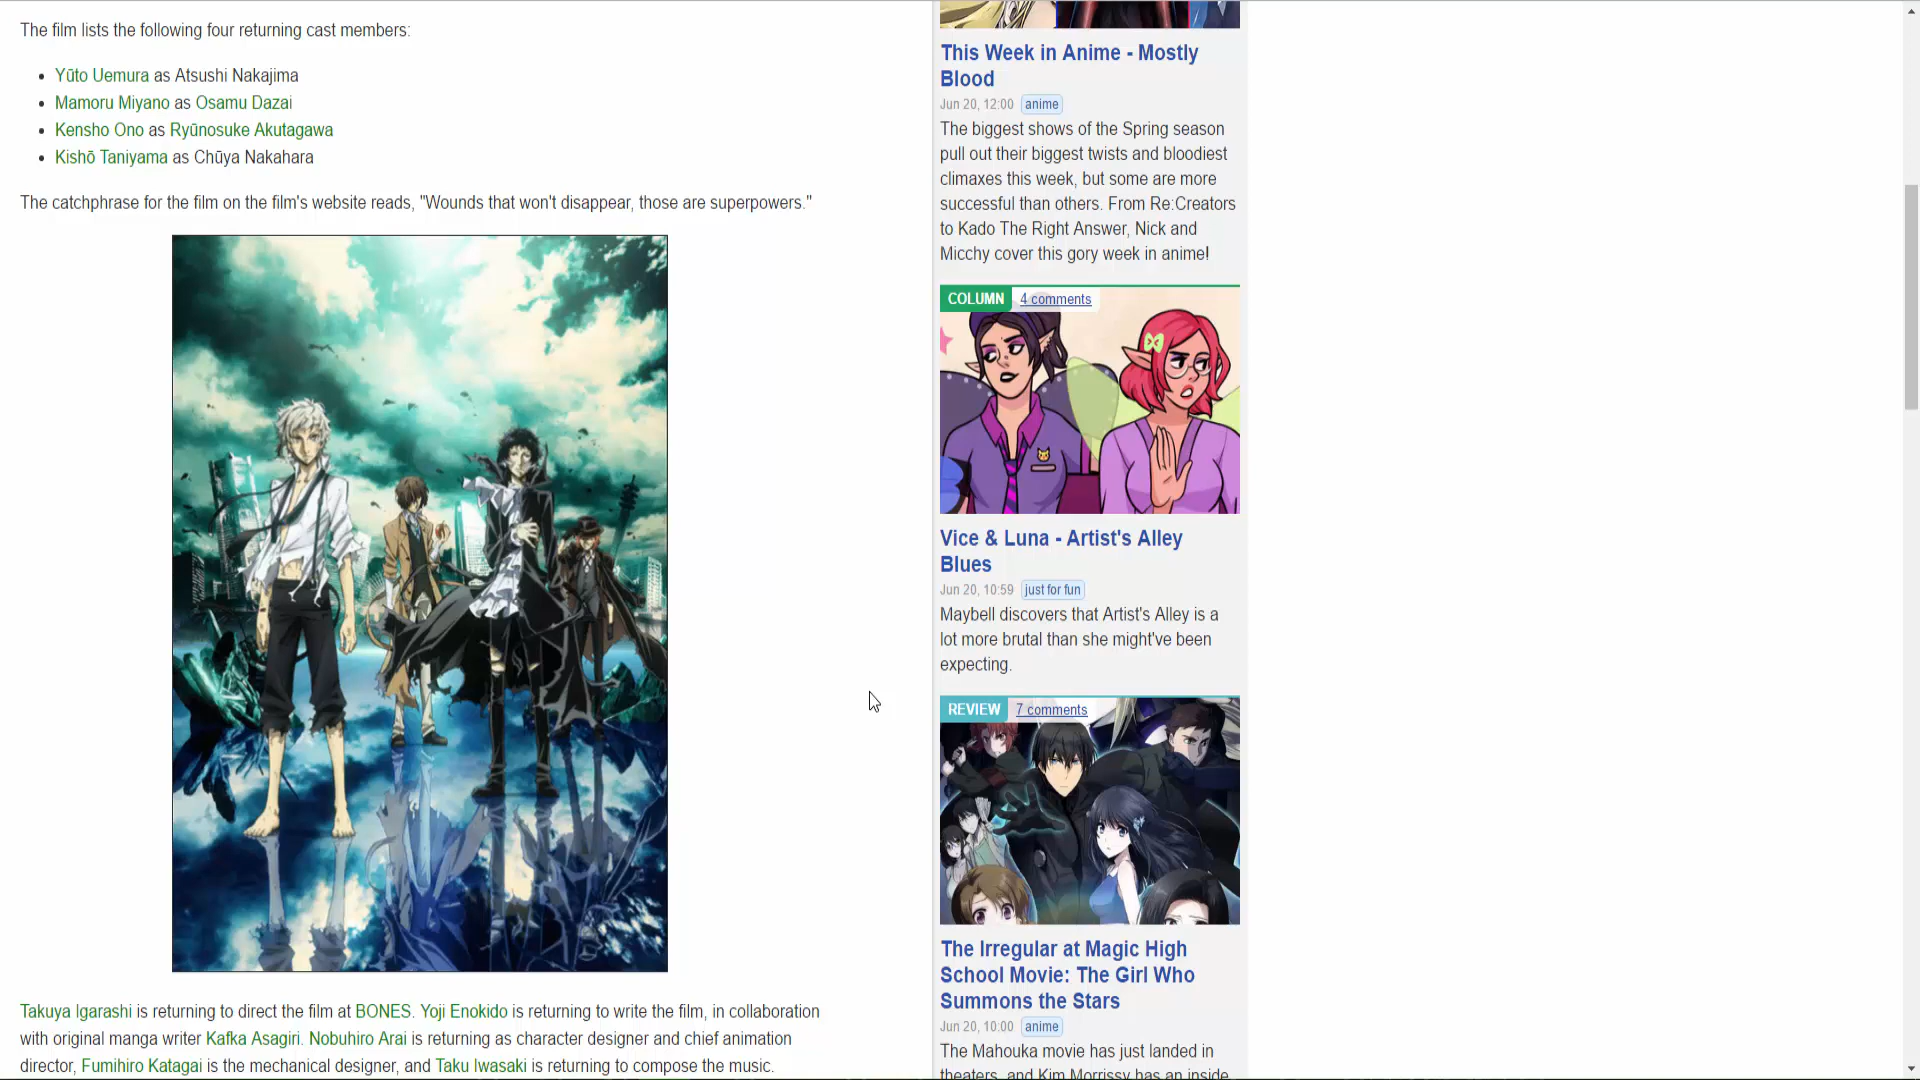 The film lists the following four returning cast members:
Yūto Uemura as Atsushi Nakajima
Mamoru Miyano as Osamu Dazai
Kensho Ono as Ryūnosuke Akutagawa
Kishō Taniyama as Chūya Nakahara
The catchphrase for the film on the film's website reads, "Wounds that won't disappear, those are superpowers."
Takuya Igarashi is returning to direct the film at BONES. Yoji Enokido is returning to write the film, in collaboration
with original manga writer Kafka Asagiri. Nobuhiro Arai is returning as character designer and chief animation
director, Fumihiro Katagai is the mechanical designer, and Taku Iwasaki is returning to compose the music.
This Week in Anime - Mostly
Blood
Jun 20, 12:00 anime
The biggest shows of the Spring season
pull out their biggest twists and bloodiest
climaxes this week, but some are more
successful than others. From Re:Creators
to Kado The Right Answer, Nick and
Micchy cover this gory week in anime!
COLUMN 4 comments
Vice & Luna - Artist's Alley
Blues
Jun 20, 10:59 just for fun
Maybell discovers that Artist's Alley is a
lot more brutal than she might've been
expecting.
REVIEW 7 comments
The Irregular at Magic High
School Movie: The Girl Who
Summons the Stars
Jun 20, 10:00 anime
The Mahouka movie has just landed in
theaters, and Kim Morrissy has an inside